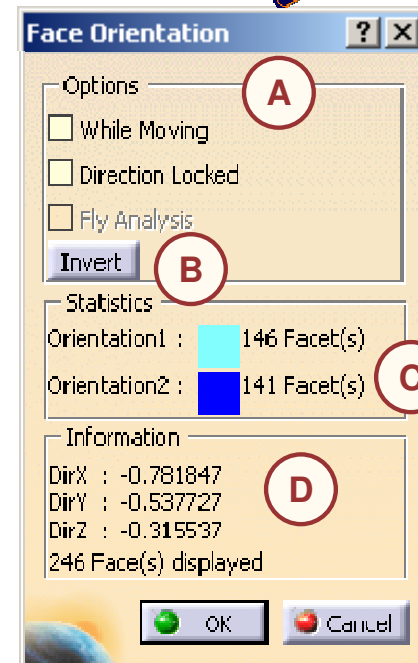 Face Orientation ? X
Options
A
While Moving
Direction Locked
Fly Analysis
Invert
B
Statistics
Orientation1 : 146 Facet(s)
Orientation2 : 141 Facet(s)
C
Information
DirX : -0.781847
DirY : -0.537727
DirZ : -0.315537
D
246 Face(s) displayed
OK Cancel